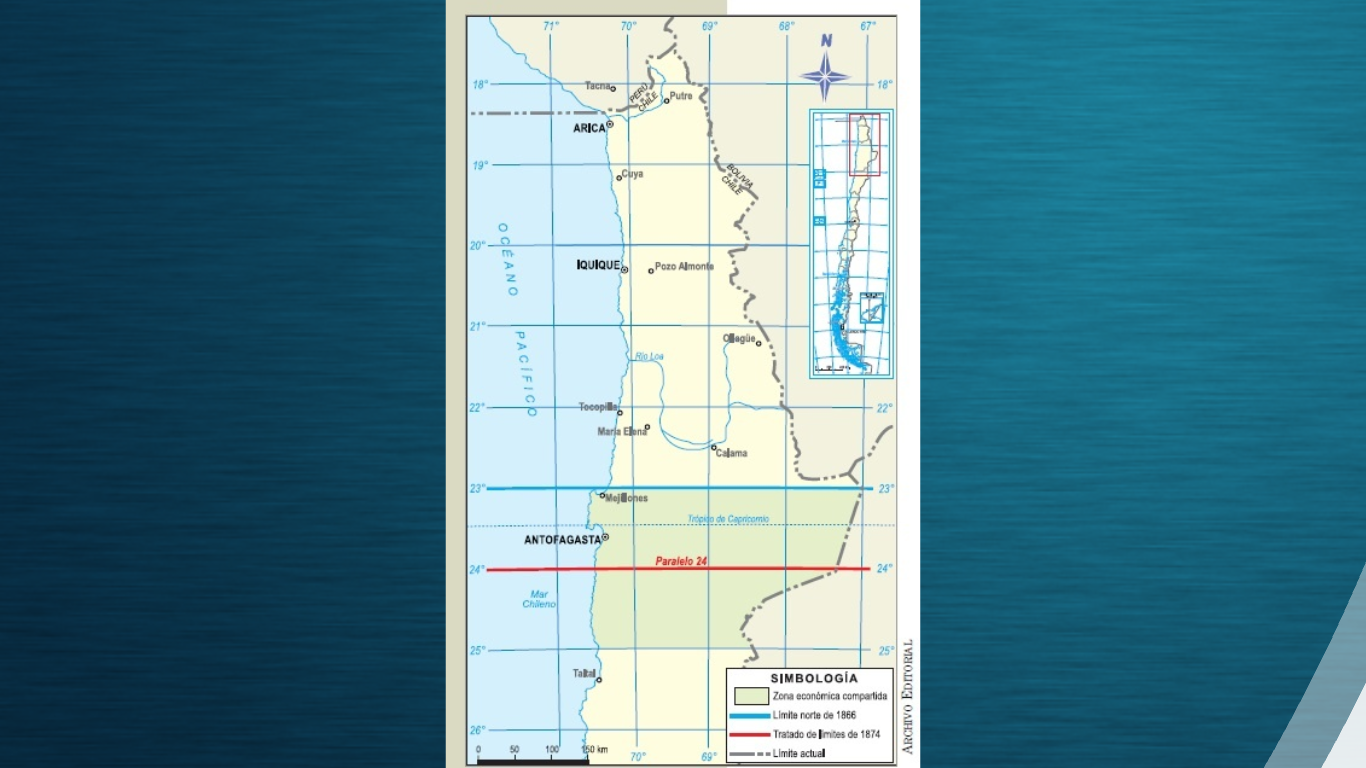 71° 70° 69° 68° 67°
N
18° 18°
Tacna
PERÚ
CHILE
Putre
ARICA
19°
Cuya
BOLIVIA
CHILE
OCÉANO PACÍFICO
20°
IQUIQUE
Pozo Almonte
21°
Ollagüe
Río Loa
22° 22°
Tocopilla
María Elena
Calama
23° 23°
Mejillones
Trópico de Capricornio
ANTOFAGASTA
Paralelo 24
24° 24°
Mar
Chileno
25° 25°
Taltal
26°
SIMBOLOGÍA
Zona económica compartida
Límite norte de 1866
Tratado de límites de 1874
Límite actual
0 50 100 150 km
70° 69°
ARCHIVO EDITORIAL